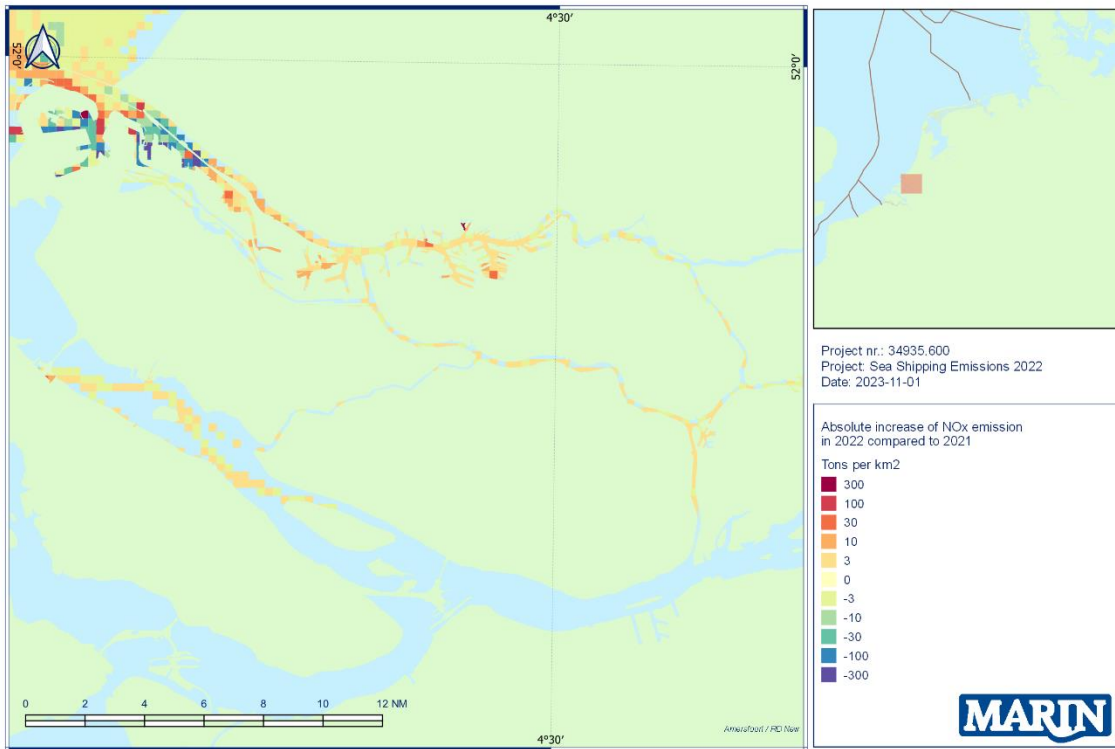 4°30'
52°0'
52°0'
4°30'
0 2 4 6 8 10 12 NM
Amersfoort / RD New
Project nr.: 34935.600
Project: Sea Shipping Emissions 2022
Date: 2023-11-01
Absolute increase of NOx emission
in 2022 compared to 2021
Tons per km2
300
100
30
10
3
0
-3
-10
-30
-100
-300
MARIN